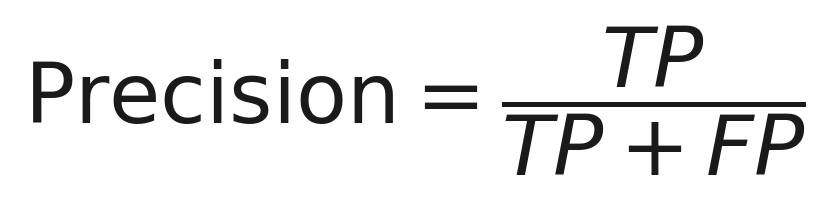 Precision = TP / TP + FP